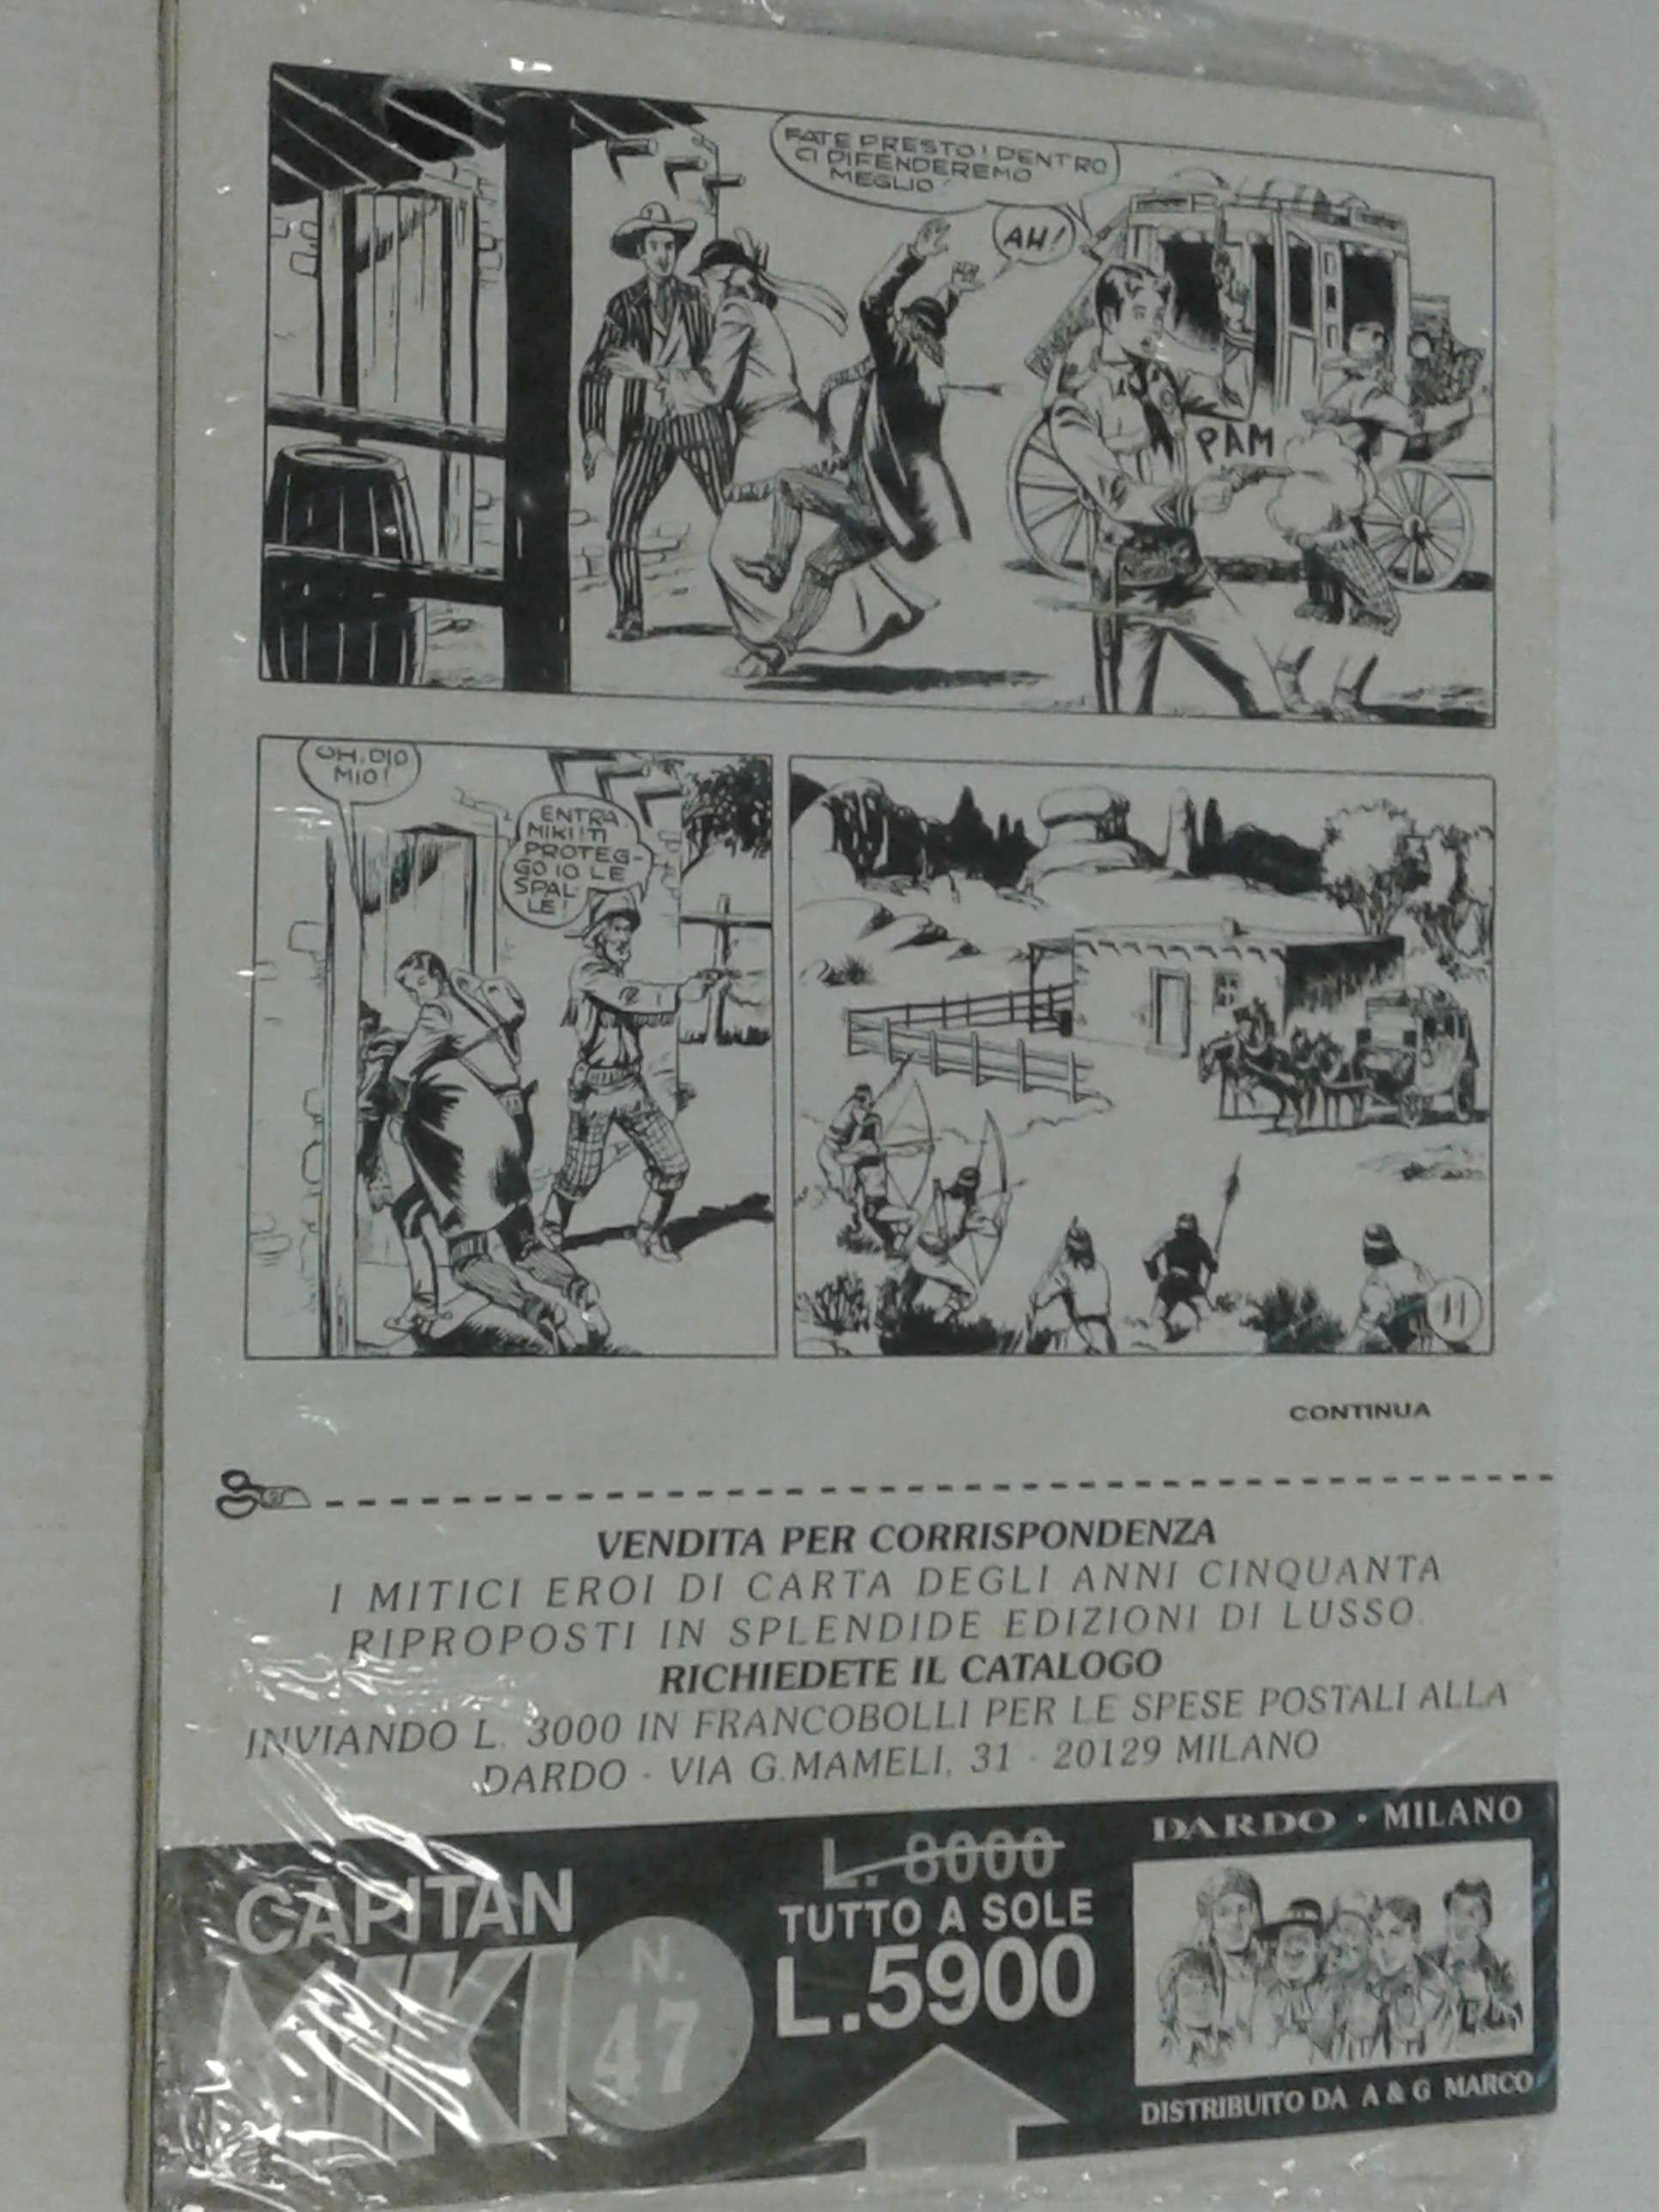 FATE PRESTO! DENTRO
CI DIFENDEREMO
MEGLIO!
AH!
PAM
OH, DIO
MIO!
ENTRA
MIKI! TI
PROTEG-
GO IO LE
SPAL-
LE!
11
CONTINUA
VENDITA PER CORRISPONDENZA
I MITICI EROI DI CARTA DEGLI ANNI CINQUANTA
RIPROPOSTI IN SPLENDIDE EDIZIONI DI LUSSO.
RICHIEDETE IL CATALOGO
INVIANDO L. 3000 IN FRANCOBOLLI PER LE SPESE POSTALI ALLA
DARDO - VIA G.MAMELI, 31 - 20129 MILANO
CAPITAN
MIKI
N.
47
L. 8000
TUTTO A SOLE
L.5900
DARDO • MILANO
DISTRIBUITO DA A & G MARCO